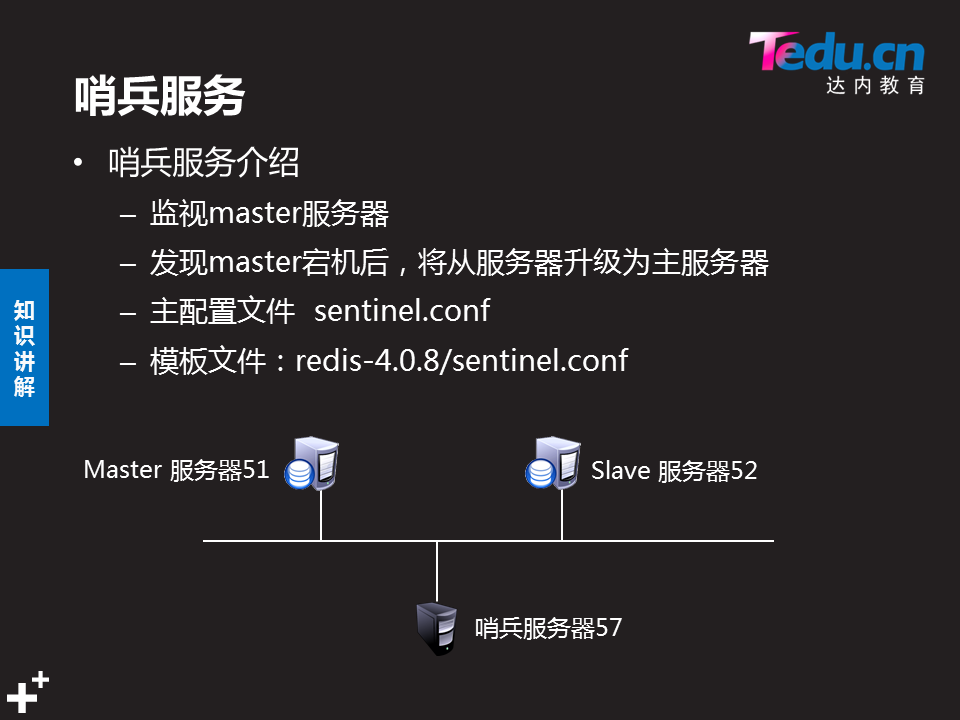 Tedu.cn
达内教育
哨兵服务
• 哨兵服务介绍
– 监视master服务器
– 发现master宕机后，将从服务器升级为主服务器
– 主配置文件 sentinel.conf
– 模板文件：redis-4.0.8/sentinel.conf
知
识
讲
解
Master 服务器51
Slave 服务器52
哨兵服务器57